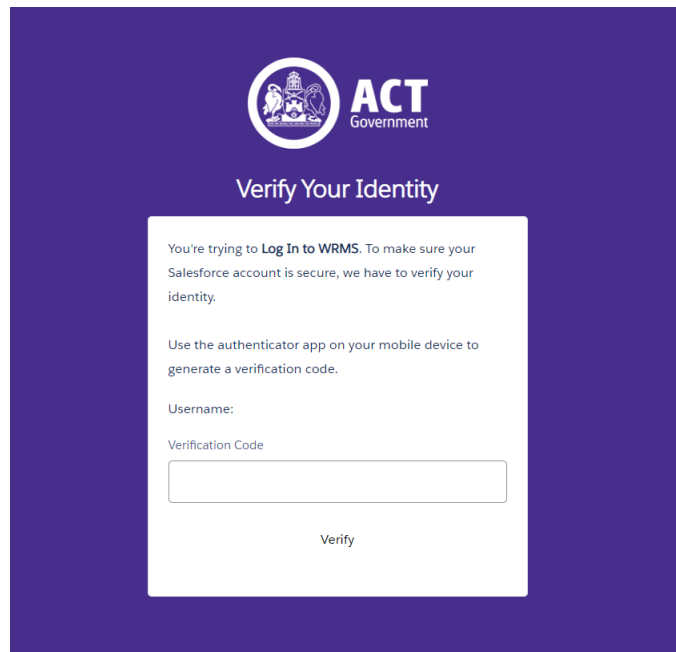 ACT
Government
Verify Your Identity
You're trying to Log In to WRMS. To make sure your
Salesforce account is secure, we have to verify your
identity.
Use the authenticator app on your mobile device to
generate a verification code.
Username:
Verification Code
Verify